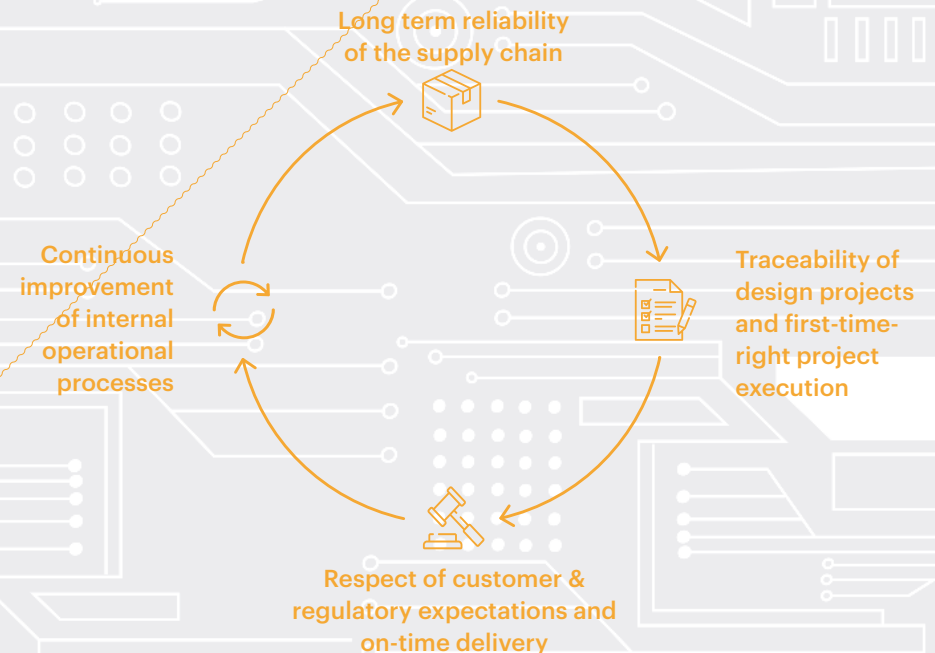 Long term reliability
of the supply chain
Traceability of
design projects
and first-time-
right project
execution
Respect of customer &
regulatory expectations and
on-time delivery
Continuous
improvement
of internal
operational
processes